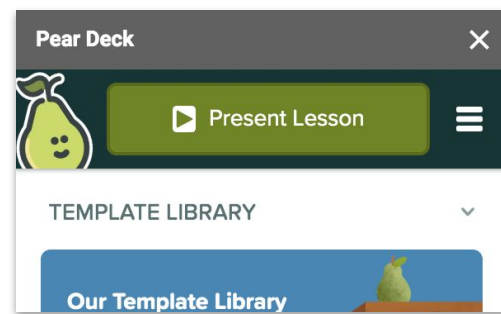 Pear Deck
Present Lesson
TEMPLATE LIBRARY
Our Template Library